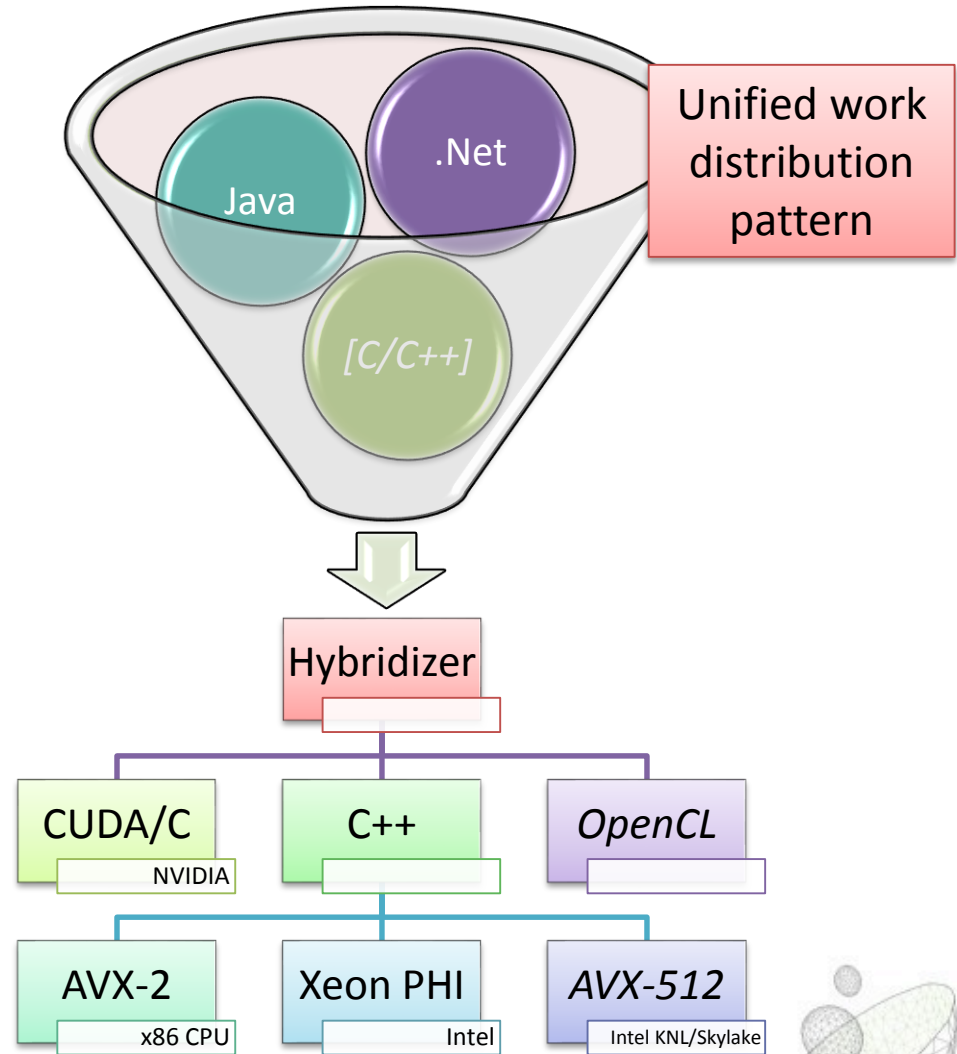 Unified work
distribution
pattern
.Net
Java
[C/C++]
Hybridizer
CUDA/C
NVIDIA
C++
OpenCL
AVX-2
x86 CPU
Xeon PHI
Intel
AVX-512
Intel KNL/Skylake